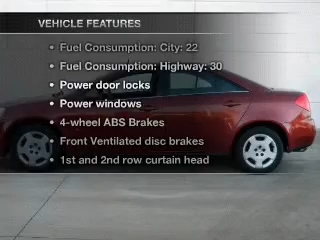 VEHICLE FEATURES
• Fuel Consumption: City: 22
• Fuel Consumption: Highway: 30
• Power door locks
• Power windows
• 4-wheel ABS Brakes
• Front Ventilated disc brakes
• 1st and 2nd row curtain head